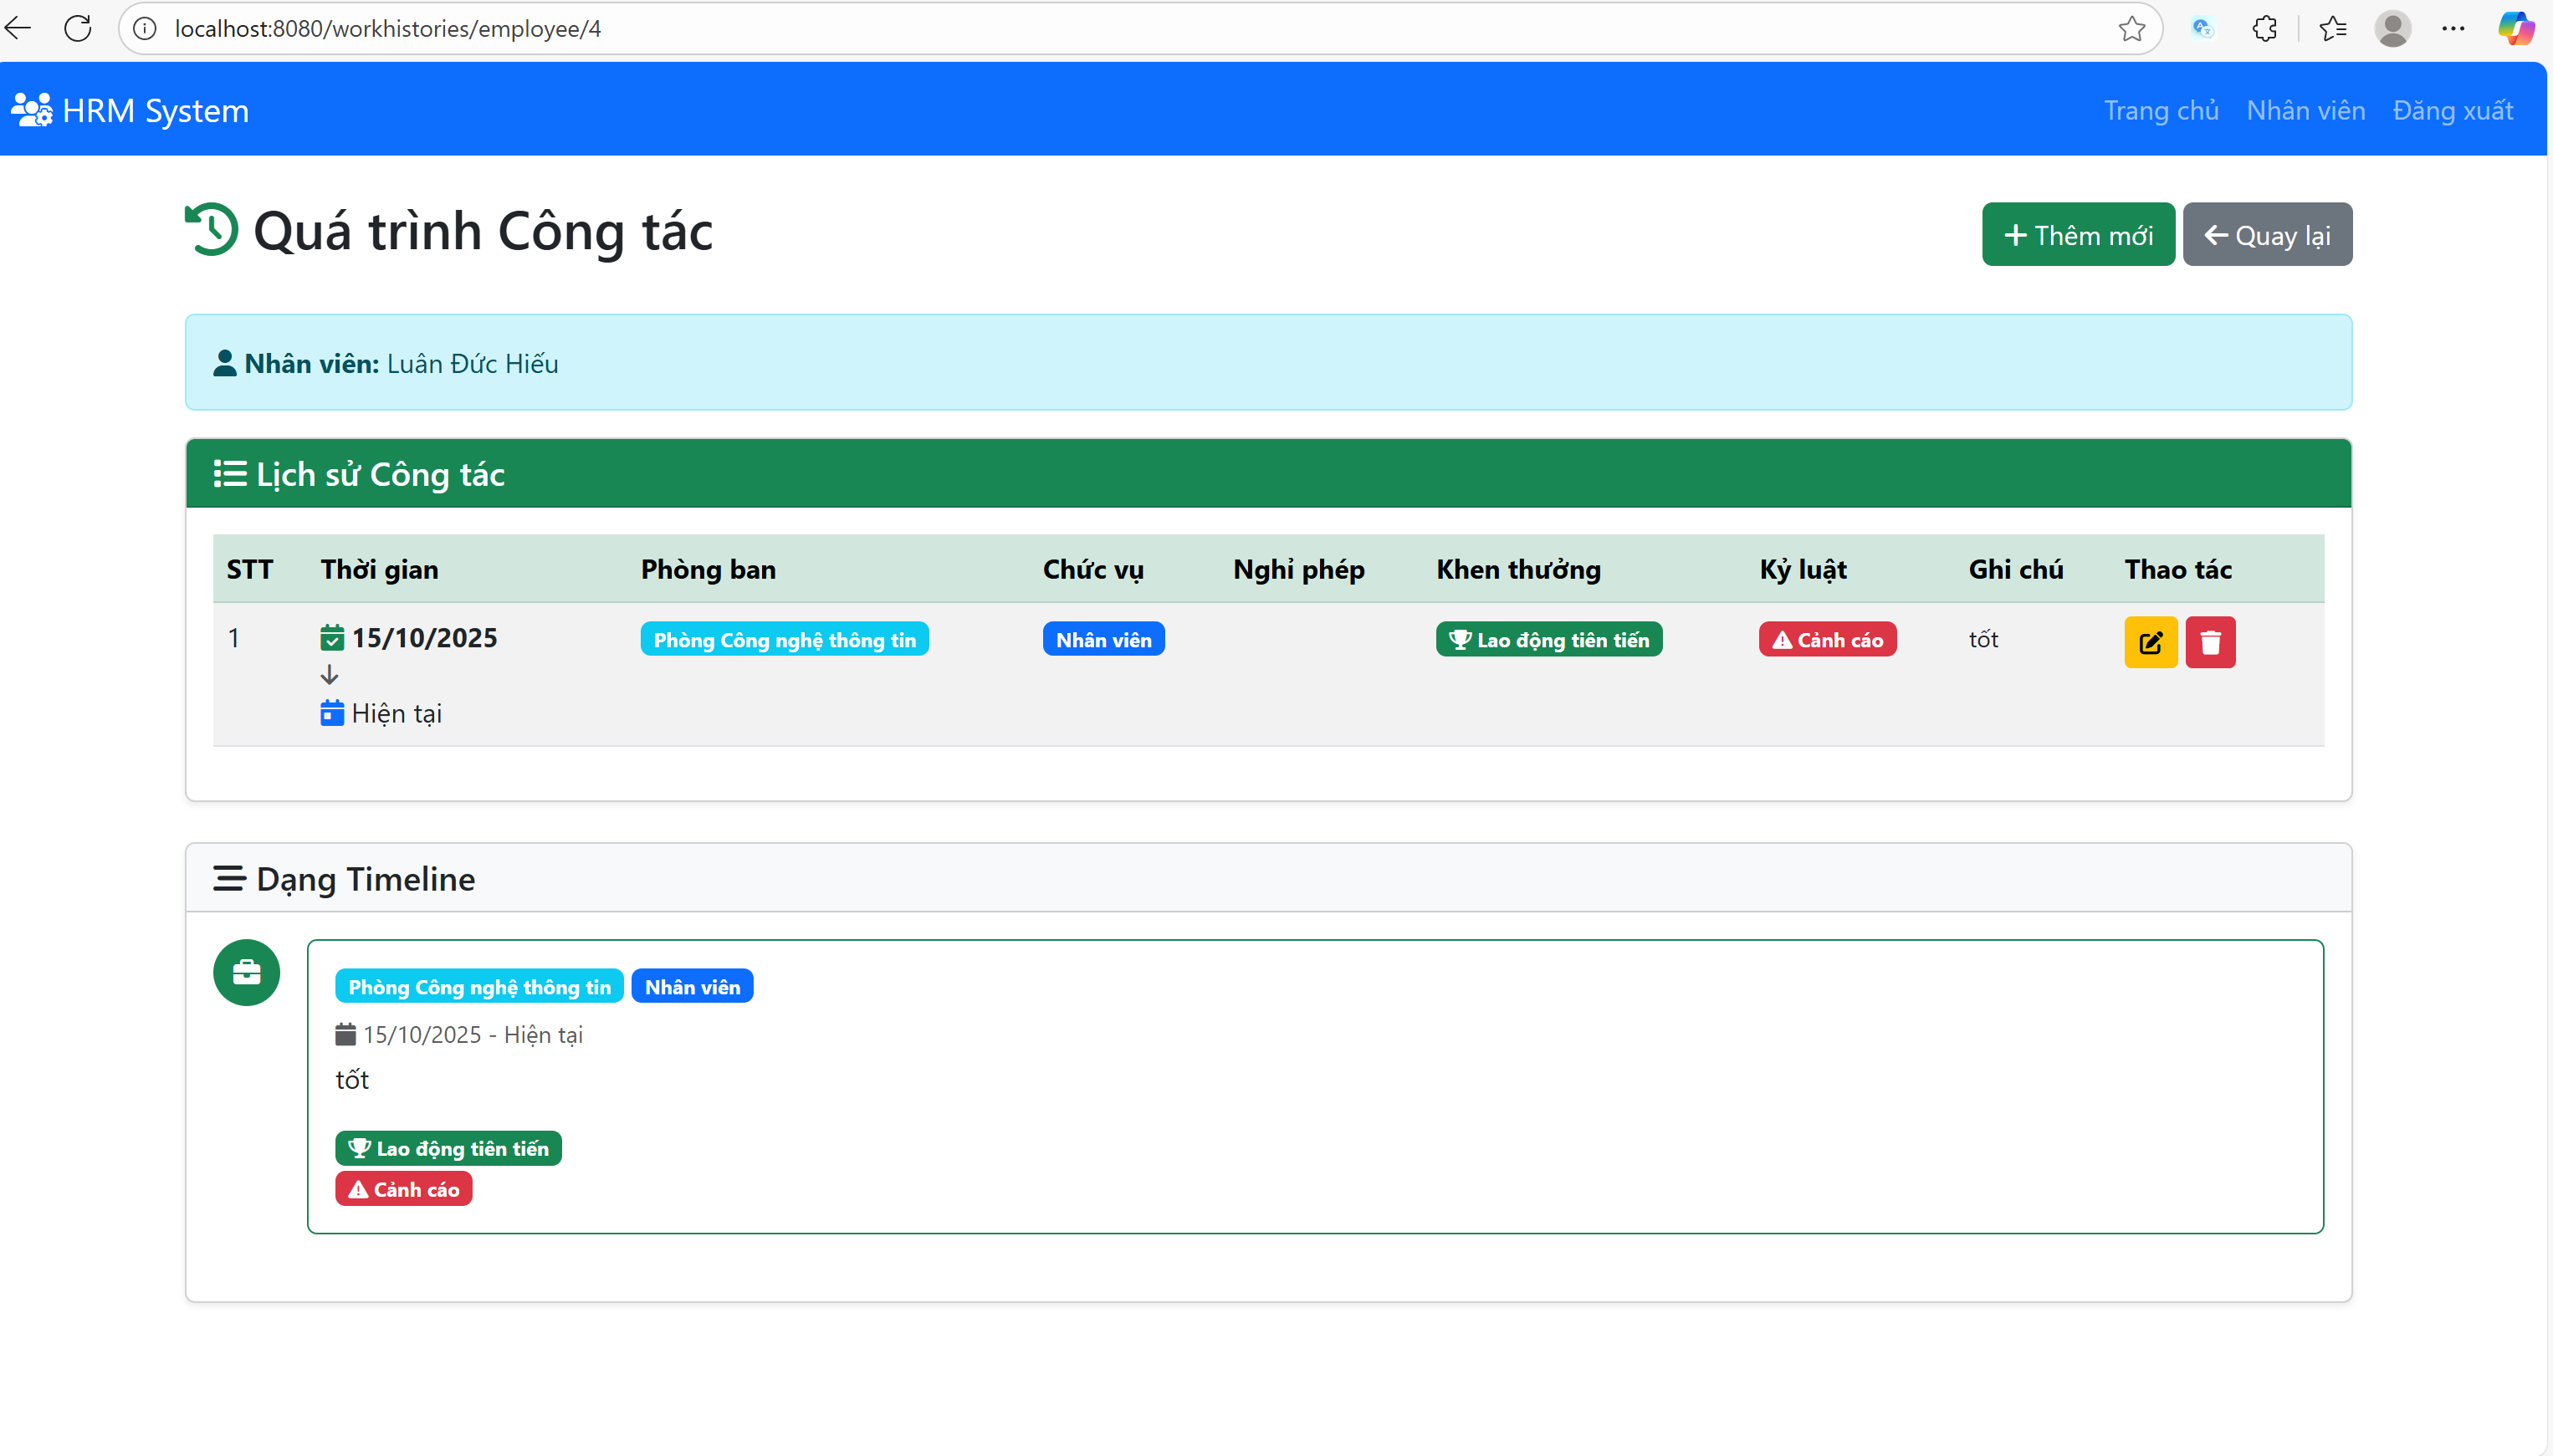 localhost:8080/workhistories/employee/4
HRM System
Trang chủ Nhân viên Đăng xuất
Quá trình Công tác
Thêm mới Quay lại
Nhân viên: Luân Đức Hiếu
Lịch sử Công tác
STT Thời gian Phòng ban Chức vụ Nghỉ phép Khen thưởng Kỷ luật Ghi chú Thao tác
1 15/10/2025 Phòng Công nghệ thông tin Nhân viên Lao động tiên tiến Cảnh cáo tốt
Hiện tại
Dạng Timeline
Phòng Công nghệ thông tin Nhân viên
15/10/2025 - Hiện tại
tốt
Lao động tiên tiến
Cảnh cáo